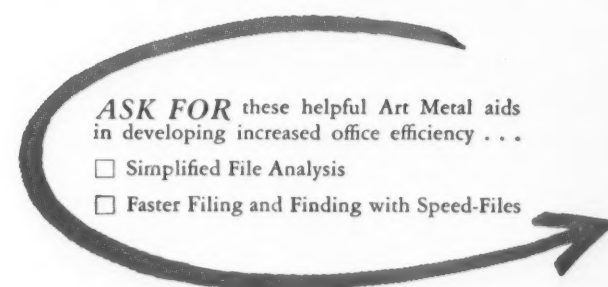 ASK FOR these helpful Art Metal aids
in developing increased office efficiency . . .
☐ Simplified File Analysis
☐ Faster Filing and Finding with Speed-Files